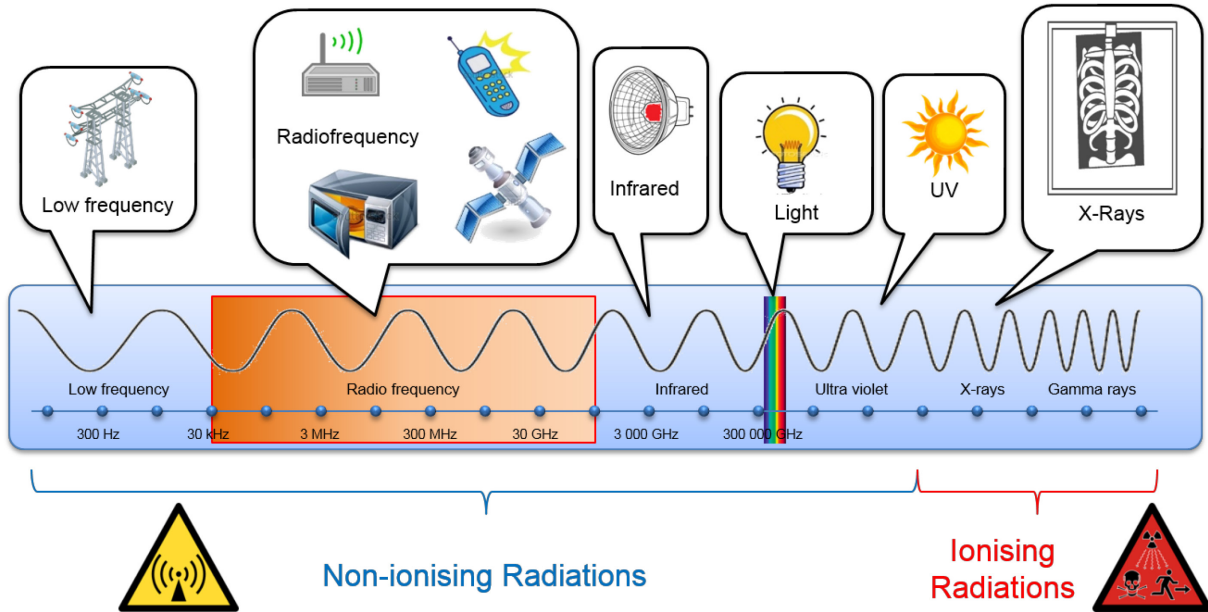 Low frequency
Radiofrequency
Infrared
Light
UV
X-Rays
Low frequency
Radio frequency
Infrared
Ultra violet
X-rays
Gamma rays
300 Hz
30 kHz
3 MHz
300 MHz
30 GHz
3 000 GHz
300 000 GHz
Non-ionising Radiations
Ionising
Radiations